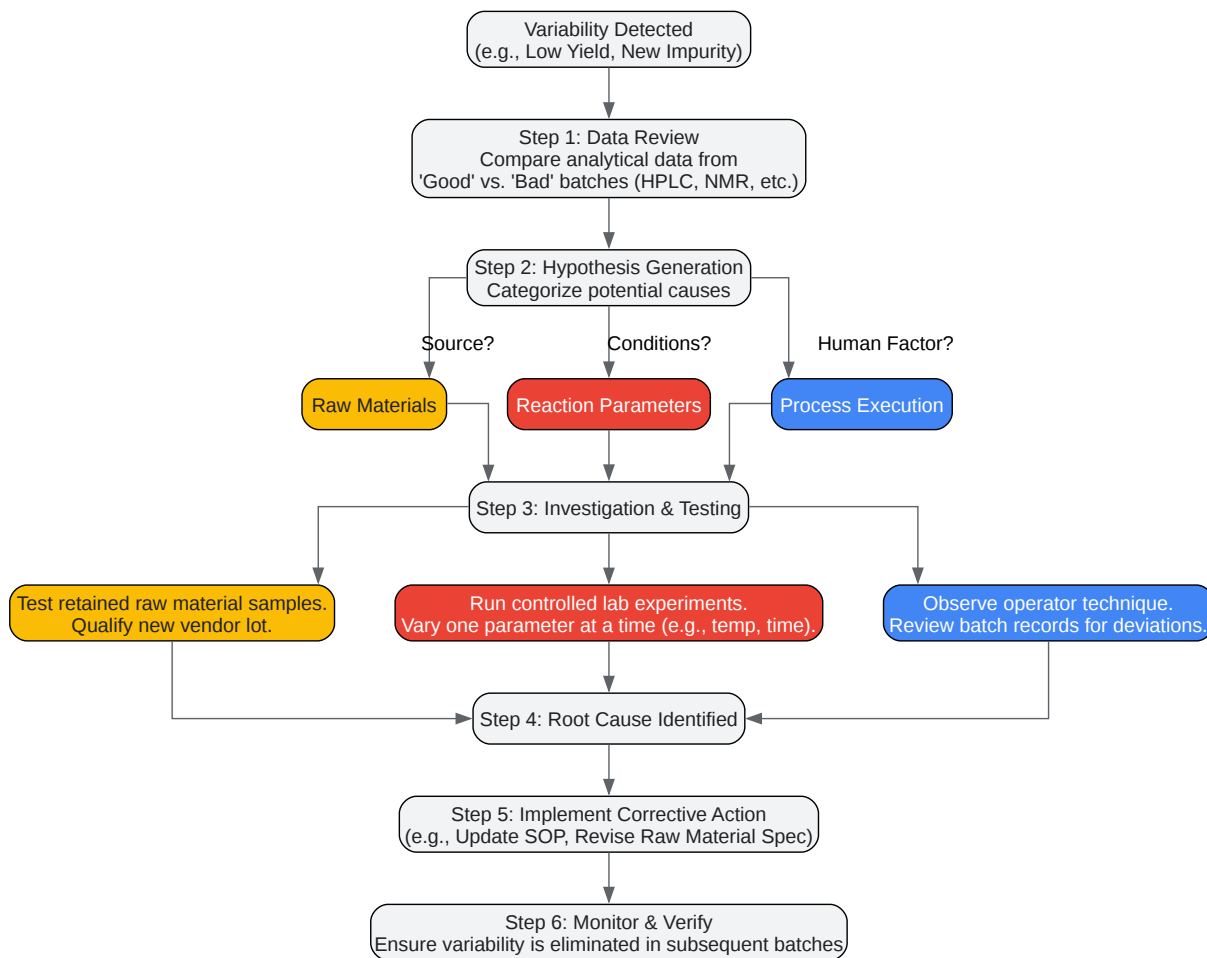 Variability Detected
(e.g., Low Yield, New Impurity)
Step 1: Data Review
Compare analytical data from
'Good' vs. 'Bad' batches (HPLC, NMR, etc.)
Step 2: Hypothesis Generation
Categorize potential causes
Source?
Conditions?
Human Factor?
Raw Materials
Reaction Parameters
Process Execution
Step 3: Investigation & Testing
Test retained raw material samples.
Qualify new vendor lot.
Run controlled lab experiments.
Vary one parameter at a time (e.g., temp, time).
Observe operator technique.
Review batch records for deviations.
Step 4: Root Cause Identified
Step 5: Implement Corrective Action
(e.g., Update SOP, Revise Raw Material Spec)
Step 6: Monitor & Verify
Ensure variability is eliminated in subsequent batches